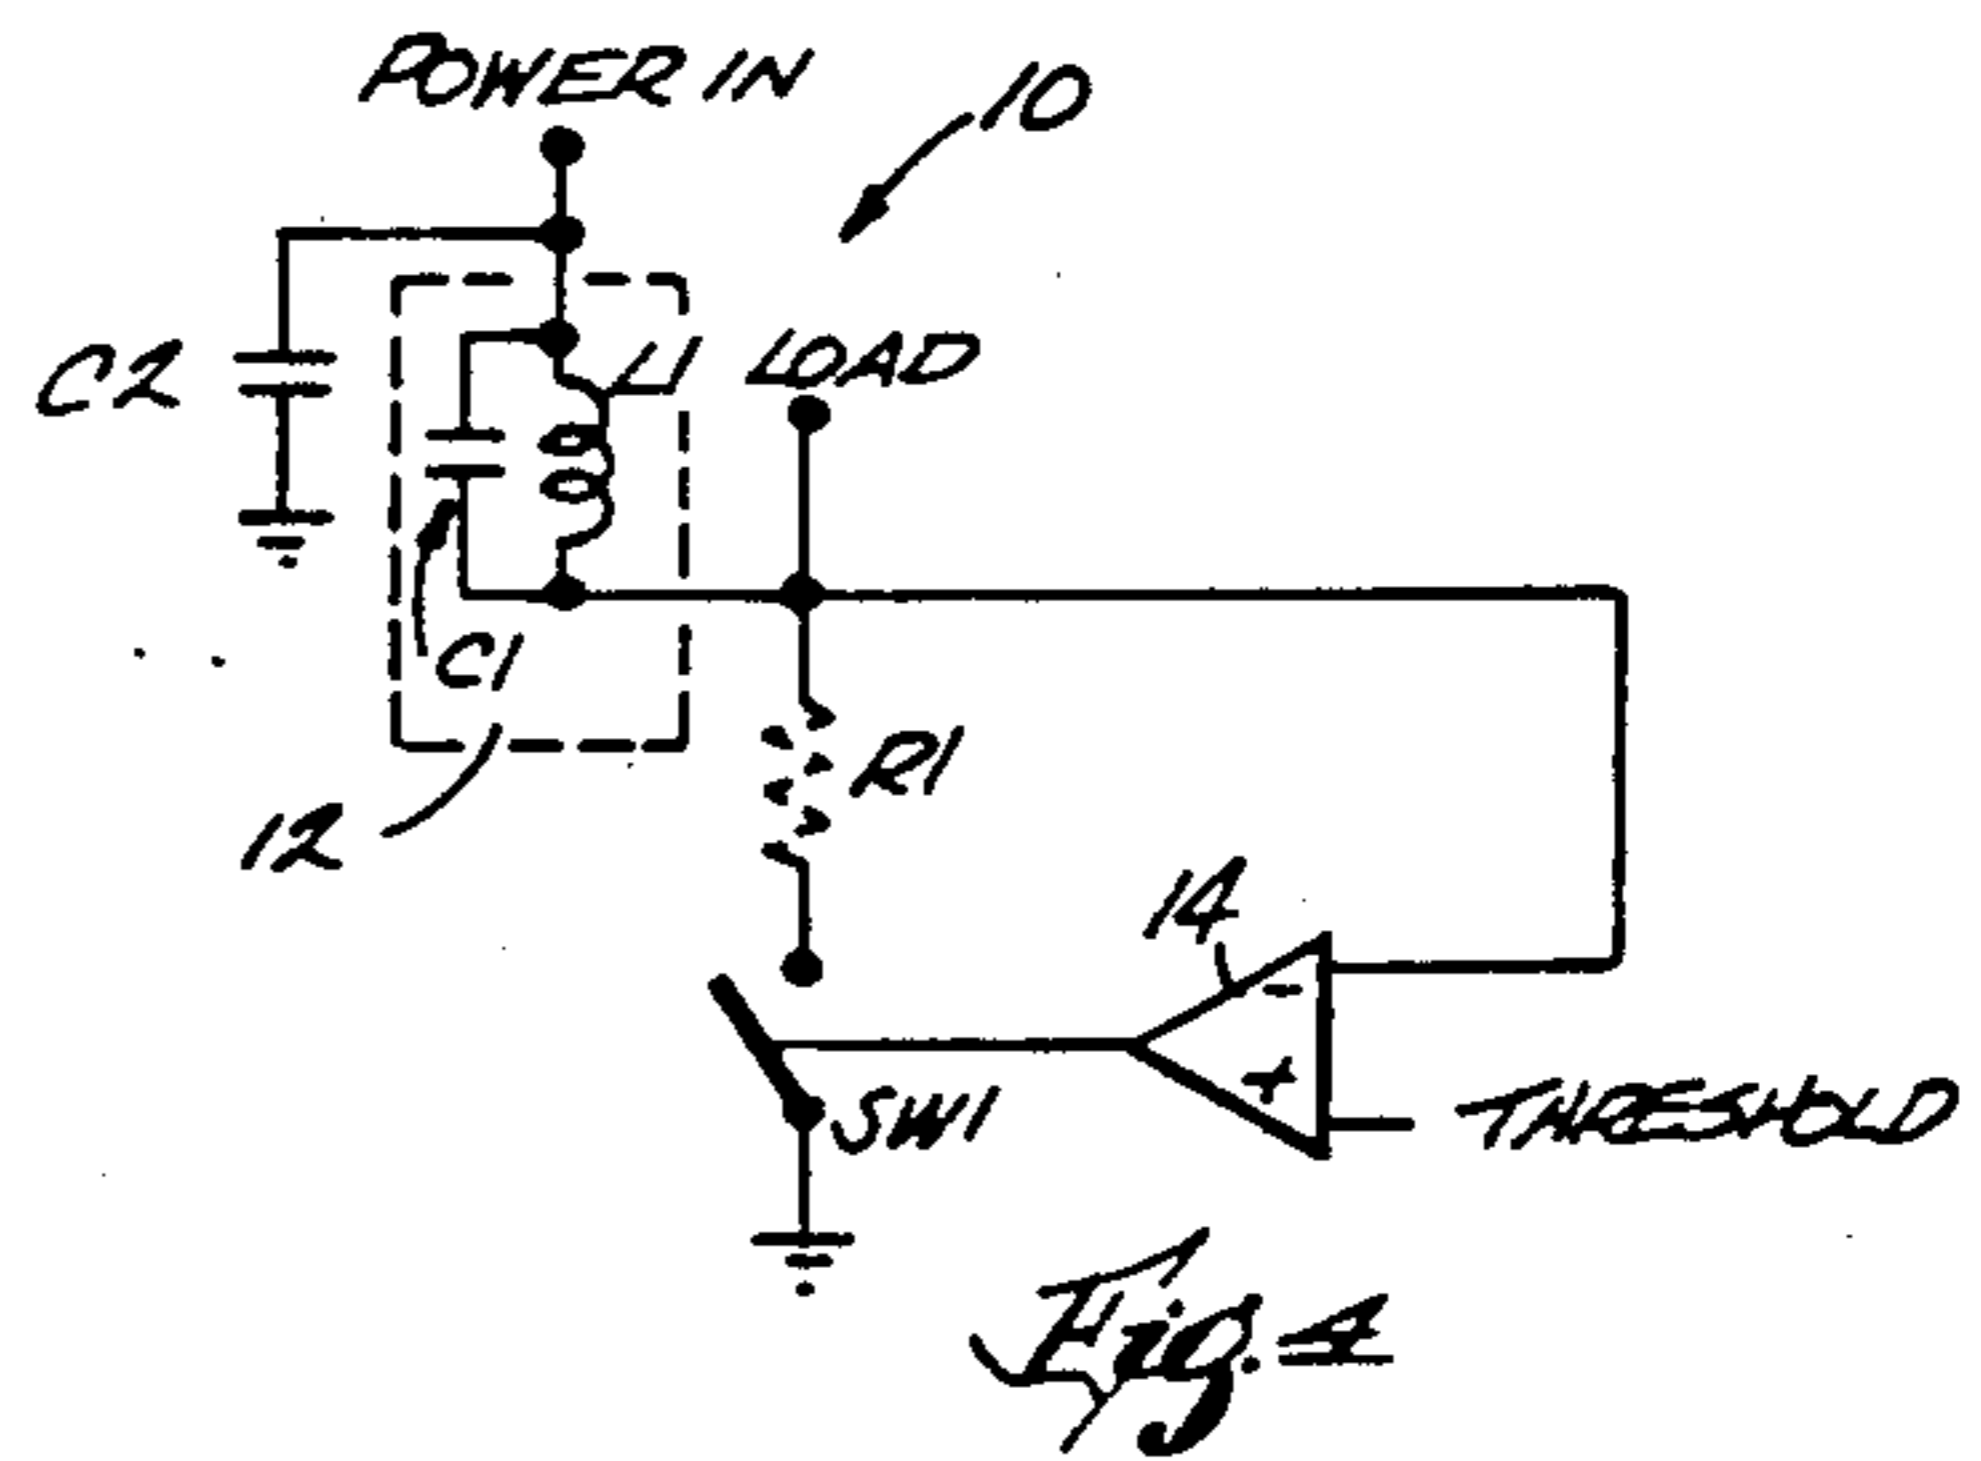 POWER IN
10
C2
L1
LOAD
C1
R1
12
14
-
+
SW1
THRESHOLD
Fig. 4